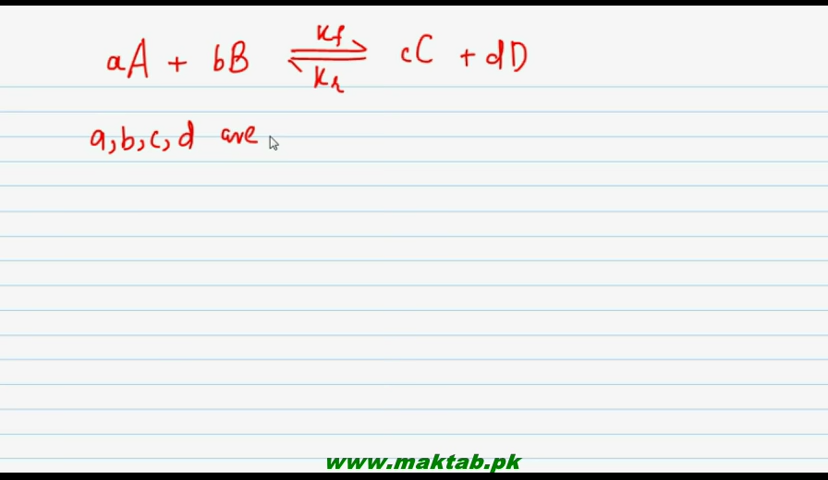 aA + bB ⇌ cC + dD
Kf
Kr
a, b, c, d are
www.maktab.pk